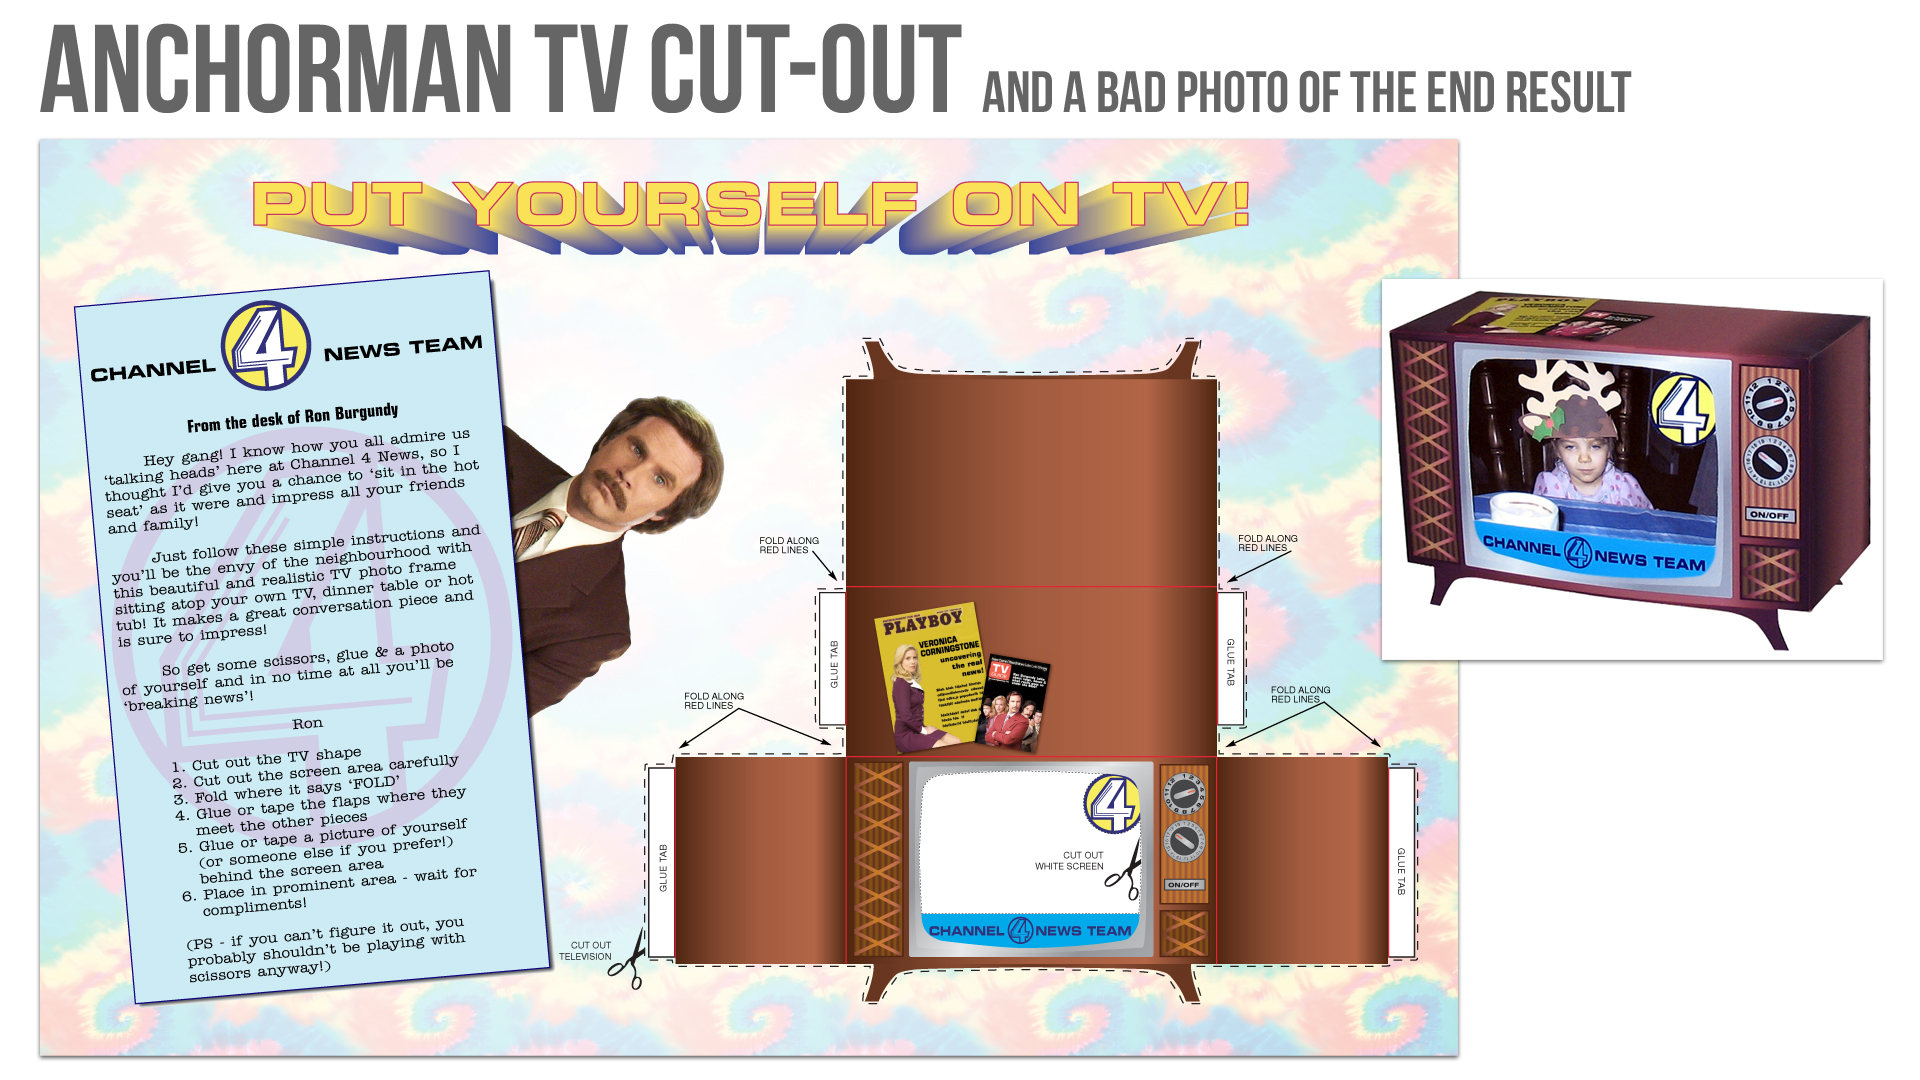 ANCHORMAN TV CUT-OUT AND A BAD PHOTO OF THE END RESULT
PUT YOURSELF ON TV!
CHANNEL 4 NEWS TEAM
From the desk of Ron Burgundy
Hey gang! I know how you all admire us
‘talking heads’ here at Channel 4 News, so I
thought I’d give you a chance to ‘sit in the hot
seat’ as it were and impress all your friends
and family!
Just follow these simple instructions and
you’ll be the envy of the neighbourhood with
this beautiful and realistic TV photo frame
sitting atop your own TV, dinner table or hot
tub! It makes a great conversation piece and
is sure to impress!
So get some scissors, glue & a photo
of yourself and in no time at all you’ll be
‘breaking news’!
Ron
1. Cut out the TV shape
2. Cut out the screen area carefully
3. Fold where it says ‘FOLD’
4. Glue or tape the flaps where they
meet the other pieces
5. Glue or tape a picture of yourself
(or someone else if you prefer!)
behind the screen area
6. Place in prominent area - wait for
compliments!
(PS - if you can’t figure it out, you
probably shouldn’t be playing with
scissors anyway!)
FOLD ALONG
RED LINES
FOLD ALONG
RED LINES
GLUE TAB
GLUE TAB
PLAYBOY
VERONICA
CORNINGSTONE
uncovering
the real
news!
TV
GUIDE
FOLD ALONG
RED LINES
FOLD ALONG
RED LINES
GLUE TAB
GLUE TAB
4
CUT OUT
WHITE SCREEN
ON/OFF
CHANNEL 4 NEWS TEAM
CUT OUT
TELEVISION
PLAYBOY
4
ON/OFF
CHANNEL 4 NEWS TEAM